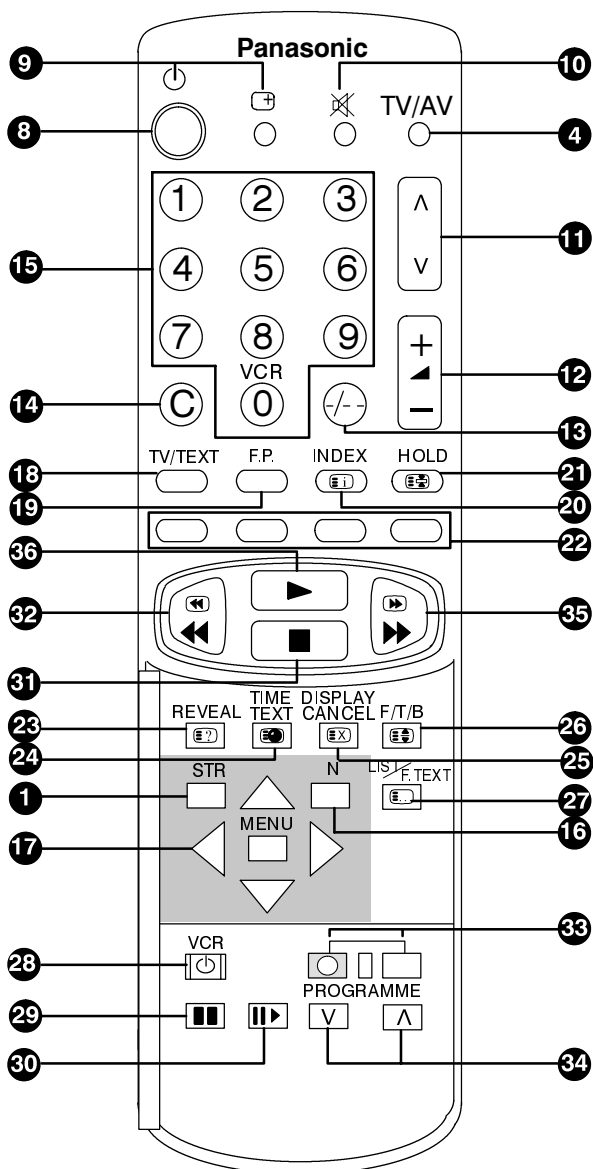 Panasonic
9
10
TV/AV
8
4
1 2 3
11
15
4 5 6
7 8 9
VCR
12
14
C 0 -/--
13
TV/TEXT F.P. INDEX HOLD
18
21
i
19
20
22
36
32
35
31
TIME DISPLAY
REVEAL TEXT CANCEL F/T/B
23
? X
26
24
25
STR N LIST/F.TEXT
27
1
16
MENU
17
33
VCR
28
PROGRAMME
29
V Λ
30
34